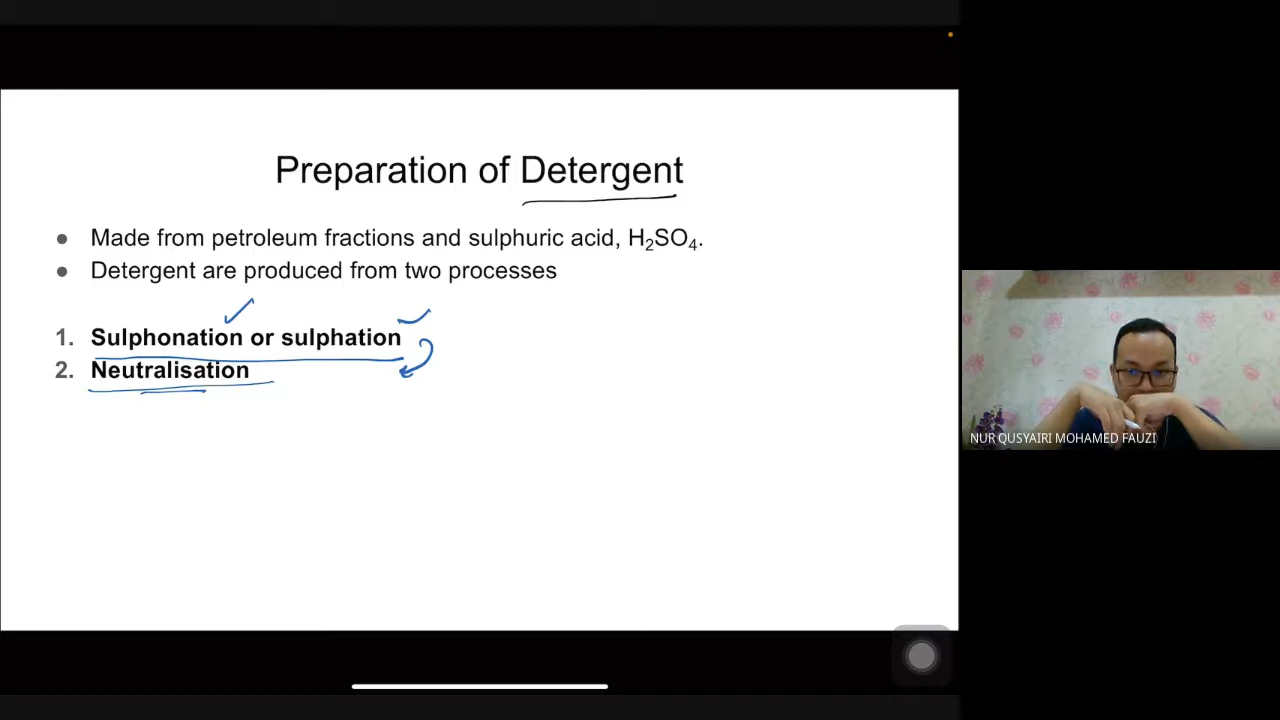 Preparation of Detergent
● Made from petroleum fractions and sulphuric acid, H₂SO₄.
● Detergent are produced from two processes
1. Sulphonation or sulphation
2. Neutralisation
NUR QUSYAIRI MOHAMED FAUZI